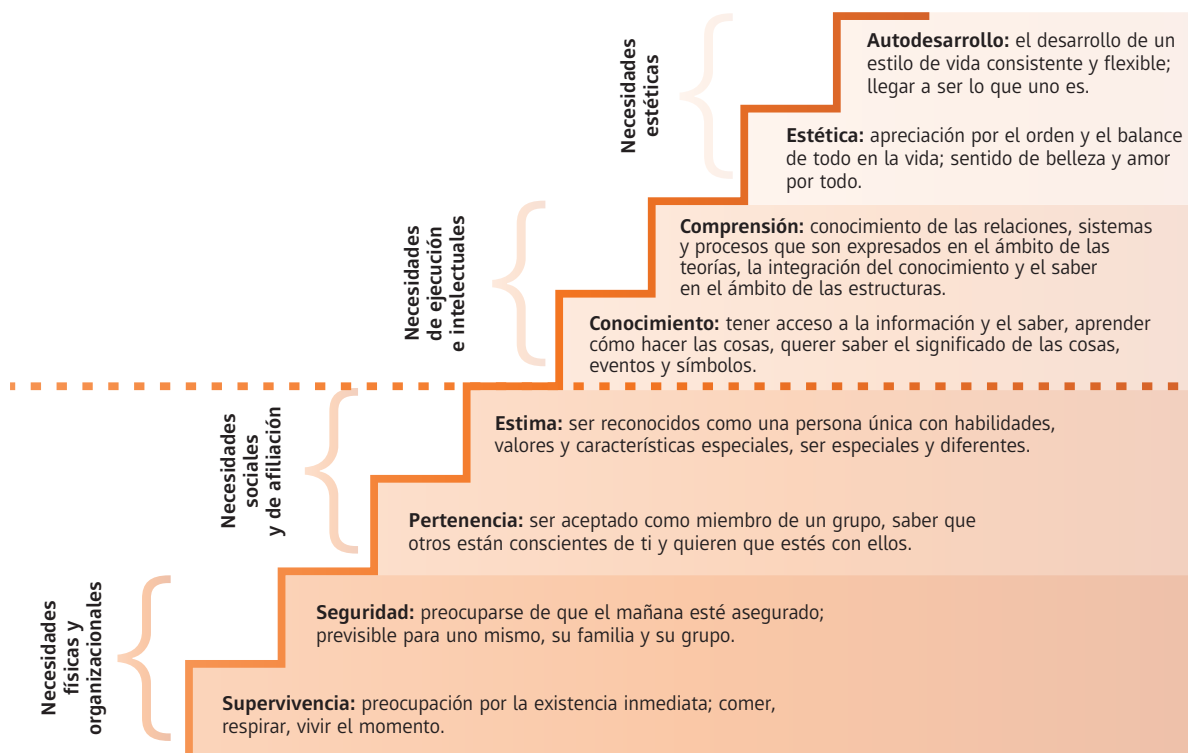 Autodesarrollo: el desarrollo de un
estilo de vida consistente y flexible;
llegar a ser lo que uno es.
Necesidades
estéticas
Estética: apreciación por el orden y el balance
de todo en la vida; sentido de belleza y amor
por todo.
Comprensión: conocimiento de las relaciones, sistemas
y procesos que son expresados en el ámbito de las
teorías, la integración del conocimiento y el saber
en el ámbito de las estructuras.
Necesidades
de ejecución
e intelectuales
Conocimiento: tener acceso a la información y el saber, aprender
cómo hacer las cosas, querer saber el significado de las cosas,
eventos y símbolos.
Estima: ser reconocidos como una persona única con habilidades,
valores y características especiales, ser especiales y diferentes.
Necesidades
sociales
y de afiliación
Pertenencia: ser aceptado como miembro de un grupo, saber que
otros están conscientes de ti y quieren que estés con ellos.
Seguridad: preocuparse de que el mañana esté asegurado;
previsible para uno mismo, su familia y su grupo.
Necesidades
físicas y
organizacionales
Supervivencia: preocupación por la existencia inmediata; comer,
respirar, vivir el momento.